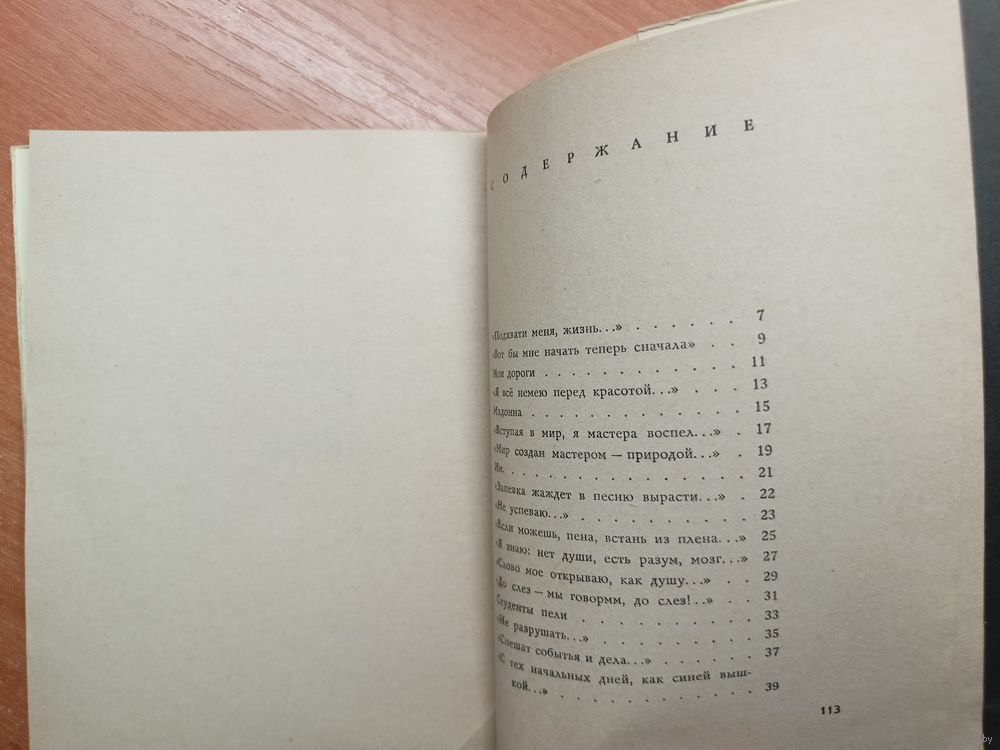 СОДЕРЖАНИЕ
«Подхвати меня, жизнь. . .» . . . . . . 7
«Вот бы мне начать теперь сначала» . . 9
Мои дороги . . . . . . . . . . . . 11
«Я всё немею перед красотой. . .» . . . 13
Мадонна . . . . . . . . . . . . . 15
«Вступая в мир, я мастера воспел. . .» . 17
«Мир создан мастером — природой. . .» . 19
Им. . . . . . . . . . . . . . . 21
«Запевка жаждет в песню вырасти. . .» . 22
«Не успеваю. . .» . . . . . . . . . . 23
«Если можешь, пена, встань из плена. . .» 25
«Я знаю: нет души, есть разум, мозг. . .» 27
«Слово мое открываю, как душу. . .» . . 29
«До слез — мы говормм, до слез! . .» . . 31
Студенты пели . . . . . . . . . . . 33
«Не разрушать. . .» . . . . . . . . . 35
«Спешат событья и дела. . .» . . . . . . 37
«С тех начальных дней, как синей выш-
кой. . .» . . . . . . . . . . . . 39
113
by